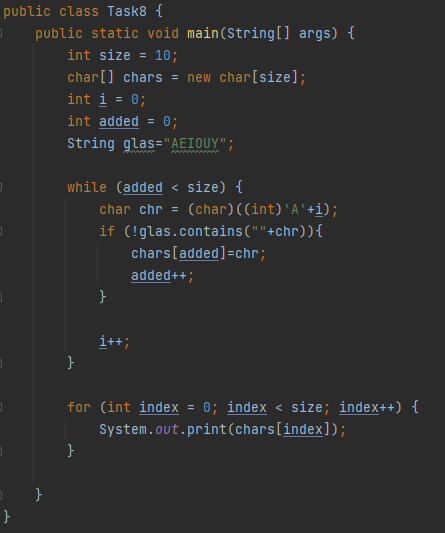 public class Task8 {
    public static void main(String[] args) {
        int size = 10;
        char[] chars = new char[size];
        int i = 0;
        int added = 0;
        String glas="AEIOUY";
        while (added < size) {
            char chr = (char)((int)'A'+i);
            if (!glas.contains(""+chr)){
                chars[added]=chr;
                added++;
            }
            i++;
        }
        for (int index = 0; index < size; index++) {
            System.out.print(chars[index]);
        }
    }
}